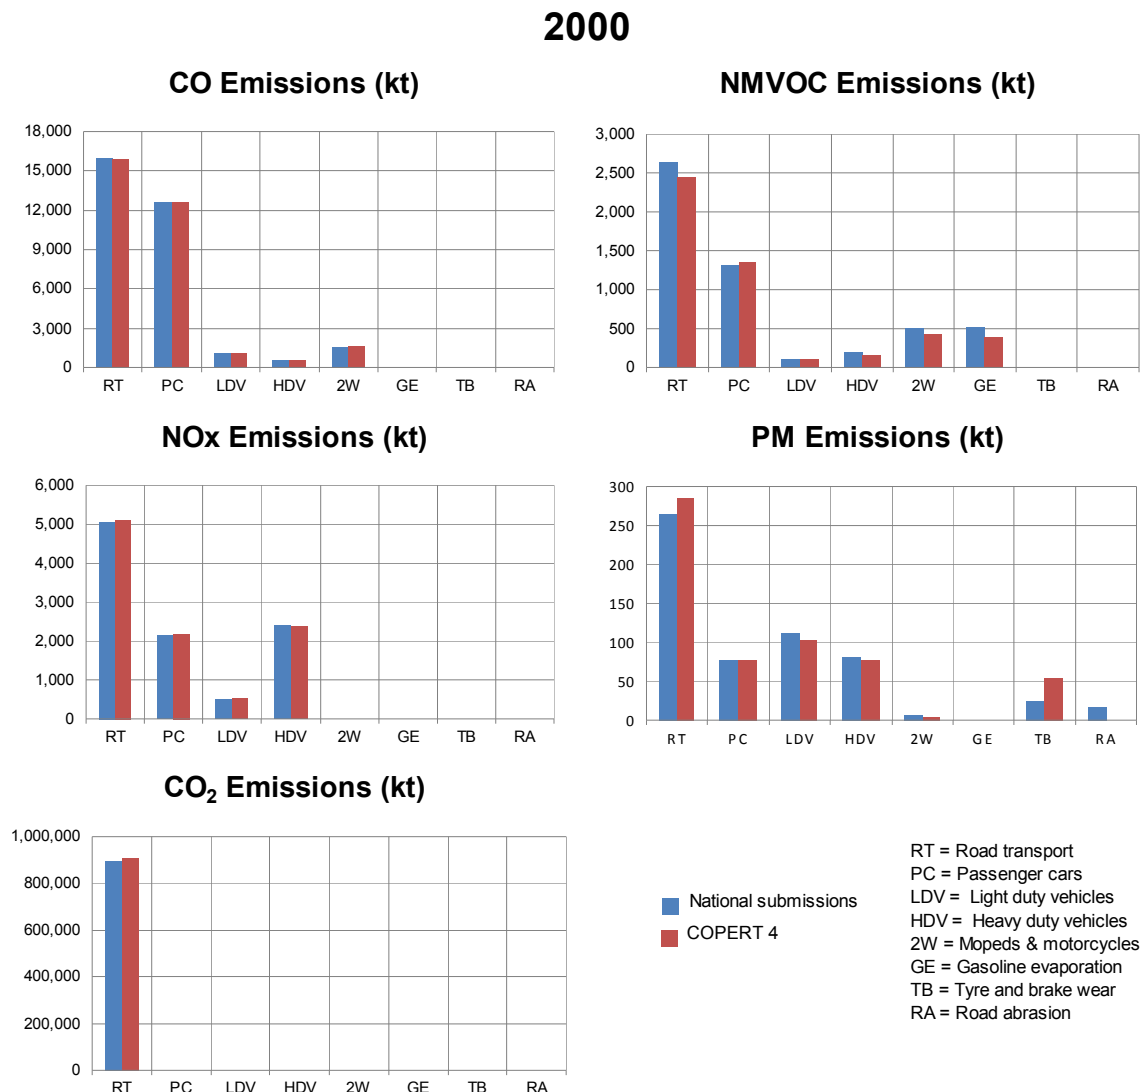 2000
CO Emissions (kt)
18,000
15,000
12,000
9,000
6,000
3,000
0
RT PC LDV HDV 2W GE TB RA
NMVOC Emissions (kt)
3,000
2,500
2,000
1,500
1,000
500
0
RT PC LDV HDV 2W GE TB RA
NOx Emissions (kt)
6,000
5,000
4,000
3,000
2,000
1,000
0
RT PC LDV HDV 2W GE TB RA
PM Emissions (kt)
300
250
200
150
100
50
0
RT PC LDV HDV 2W GE TB RA
CO₂ Emissions (kt)
1,000,000
800,000
600,000
400,000
200,000
0
RT PC LDV HDV 2W GE TB RA
National submissions
COPERT 4
RT = Road transport
PC = Passenger cars
LDV = Light duty vehicles
HDV = Heavy duty vehicles
2W = Mopeds & motorcycles
GE = Gasoline evaporation
TB = Tyre and brake wear
RA = Road abrasion